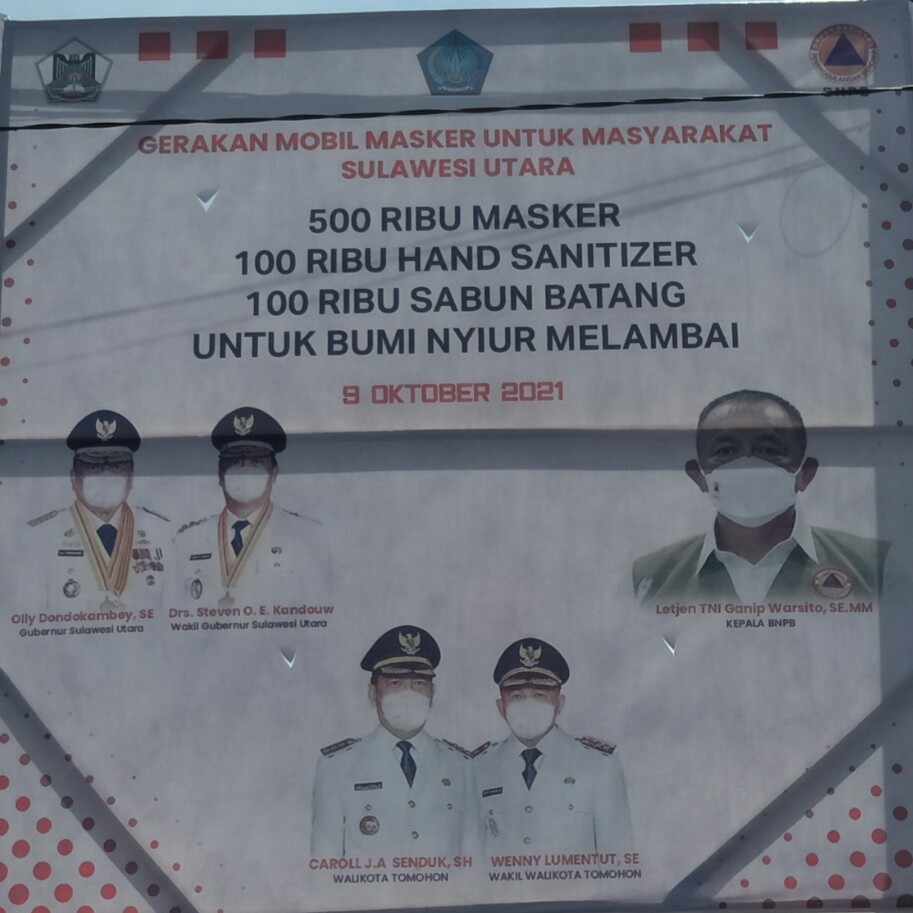 BNPB
GERAKAN MOBIL MASKER UNTUK MASYARAKAT
SULAWESI UTARA
500 RIBU MASKER
100 RIBU HAND SANITIZER
100 RIBU SABUN BATANG
UNTUK BUMI NYIUR MELAMBAI
9 OKTOBER 2021
Olly Dondokambey, SE
Gubernur Sulawesi Utara
Drs. Steven O. E. Kandouw
Wakil Gubernur Sulawesi Utara
Letjen TNI Ganip Warsito, SE.MM
KEPALA BNPB
CAROLL J.A SENDUK, SH
WALIKOTA TOMOHON
WENNY LUMENTUT, SE
WAKIL WALIKOTA TOMOHON